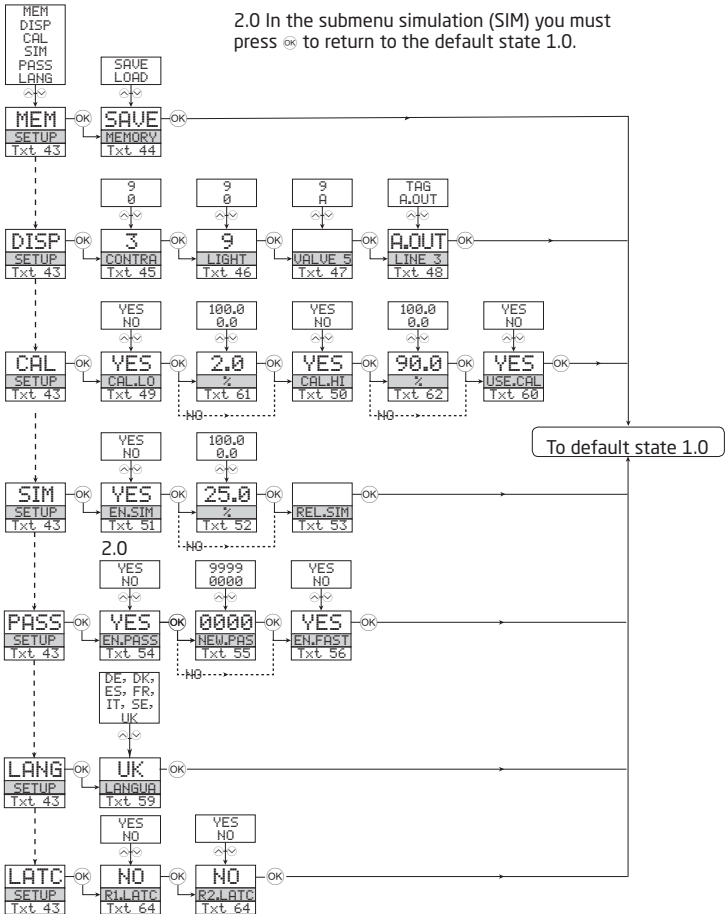 2.0 In the submenu simulation (SIM) you must
press OK to return to the default state 1.0.
MEM
DISP
CAL
SIM
PASS
LANG
SAVE
LOAD
MEM
SETUP
Txt 43
OK
SAVE
MEMORY
Txt 44
OK
9
0
9
0
9
A
TAG
A.OUT
DISP
SETUP
Txt 43
OK
3
CONTRA
Txt 45
OK
9
LIGHT
Txt 46
OK
VALVE 5
Txt 47
OK
A.OUT
LINE 3
Txt 48
OK
YES
NO
100.0
0.0
YES
NO
100.0
0.0
YES
NO
CAL
SETUP
Txt 43
OK
YES
CAL.LO
Txt 49
OK
2.0
%
Txt 61
OK
YES
CAL.HI
Txt 50
OK
90.0
%
Txt 62
OK
YES
USE.CAL
Txt 60
OK
NO
NO
To default state 1.0
YES
NO
100.0
0.0
SIM
SETUP
Txt 43
OK
YES
EN.SIM
Txt 51
OK
25.0
%
Txt 52
OK
REL.SIM
Txt 53
OK
NO
2.0
YES
NO
9999
0000
YES
NO
PASS
SETUP
Txt 43
OK
YES
EN.PASS
Txt 54
OK
0000
NEW.PAS
Txt 55
OK
YES
EN.FAST
Txt 56
OK
NO
DE, DK,
ES, FR,
IT, SE,
UK
LANG
SETUP
Txt 43
OK
UK
LANGUA
Txt 59
OK
YES
NO
YES
NO
LATC
SETUP
Txt 43
OK
NO
R1.LATC
Txt 64
OK
NO
R2.LATC
Txt 64
OK